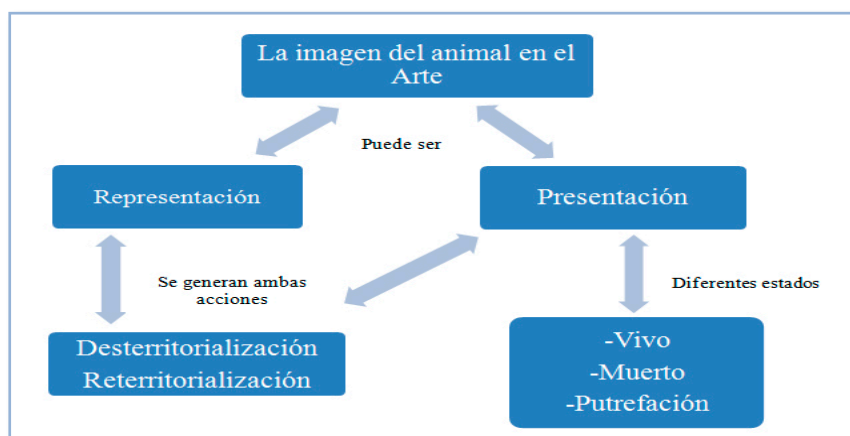 La imagen del animal en el
Arte
Puede ser
Representación
Presentación
Se generan ambas
acciones
Diferentes estados
Desterritorialización
Reterritorialización
-Vivo
-Muerto
-Putrefación